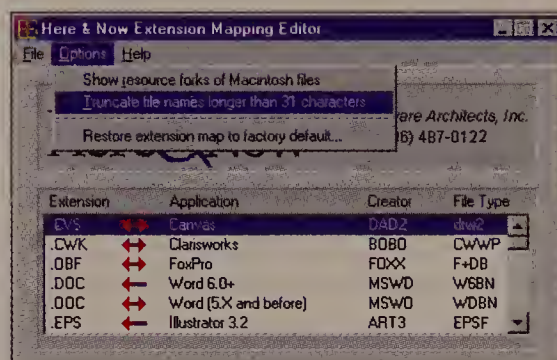 Here & Now Extension Mapping Editor
File Options Help
Show resource forks of Macintosh files
Truncate file names longer than 31 characters
Restore extension map to factory default...
Architects, Inc.
487-0122
Extension Application Creator File Type
.CVS Canvas DAD2 drw2
.CWK Clarisworks BOBO CWWP
.DBF FoxPro FOXX F+DB
.DOC Word 6.0+ MSWD W6BN
.DOC Word (5.X and before) MSWD WDBN
.EPS Illustrator 3.2 ART3 EPSF